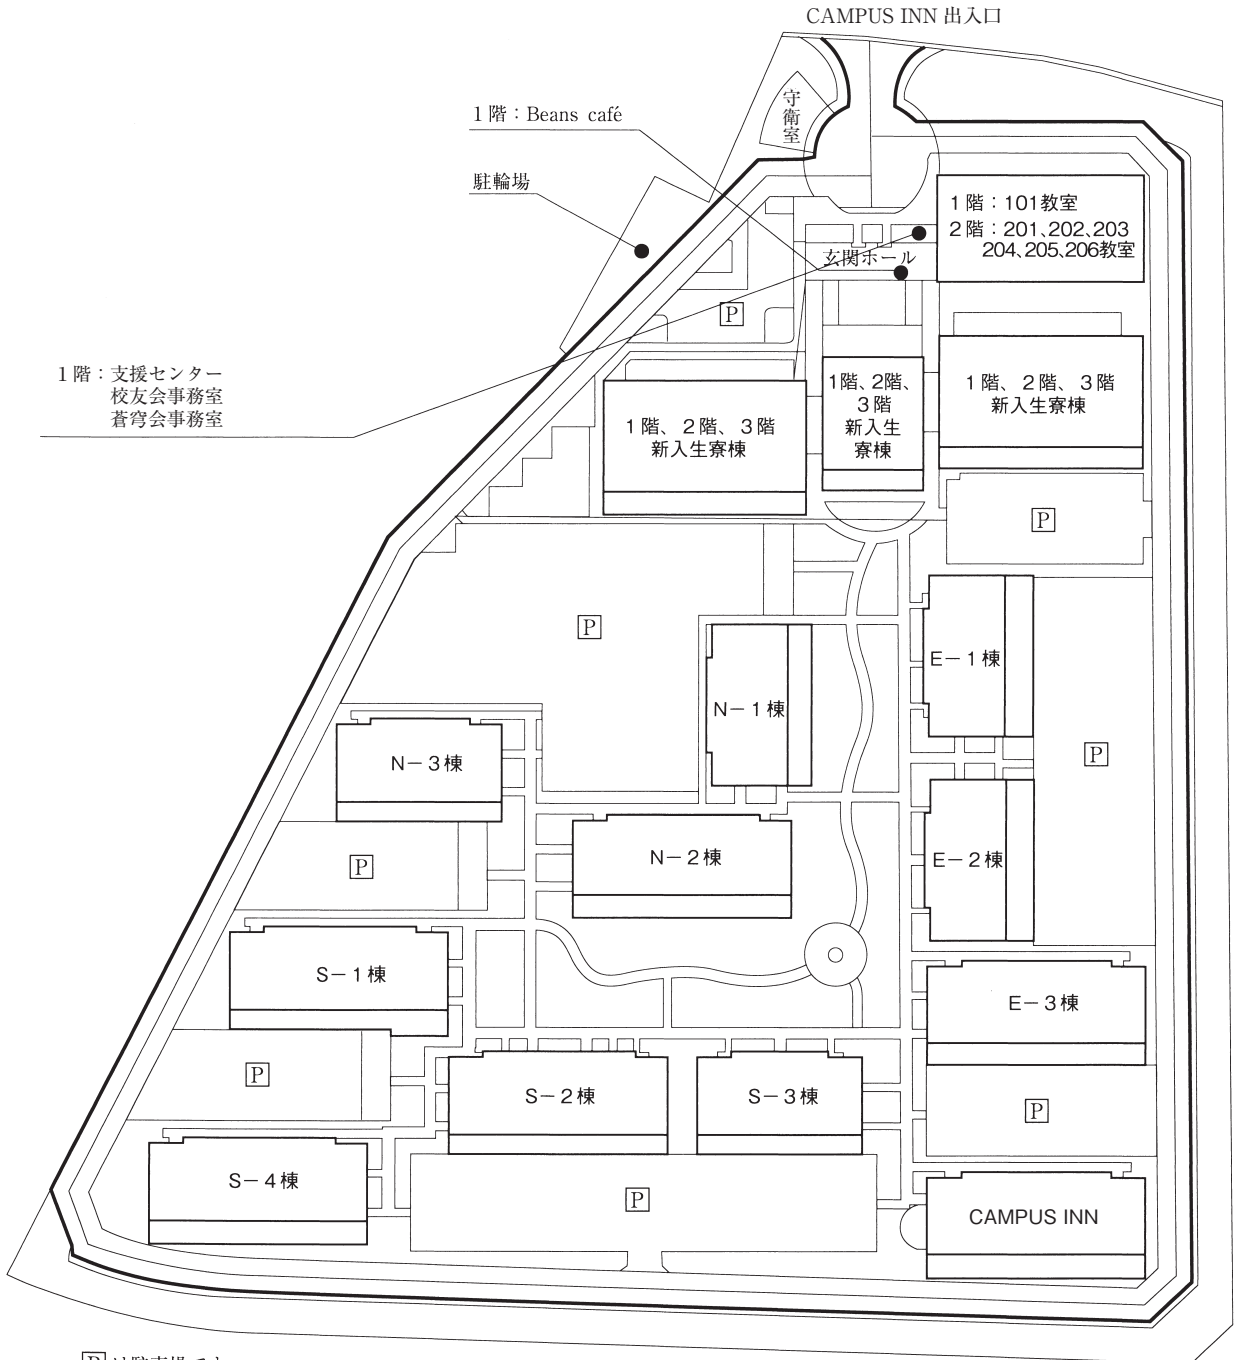 CAMPUS INN 出入口
1階：Beans café
守衛室
駐輪場
1階：101教室
2階：201、202、203
204、205、206教室
玄関ホール
P
1階：支援センター
校友会事務室
蒼穹会事務室
1階、2階、3階
新入生寮棟
1階、2階、
3階
新入生
寮棟
1階、2階、3階
新入生寮棟
P
P
E－1棟
N－1棟
P
N－3棟
N－2棟
E－2棟
P
S－1棟
E－3棟
P
S－2棟
S－3棟
P
S－4棟
P
CAMPUS INN